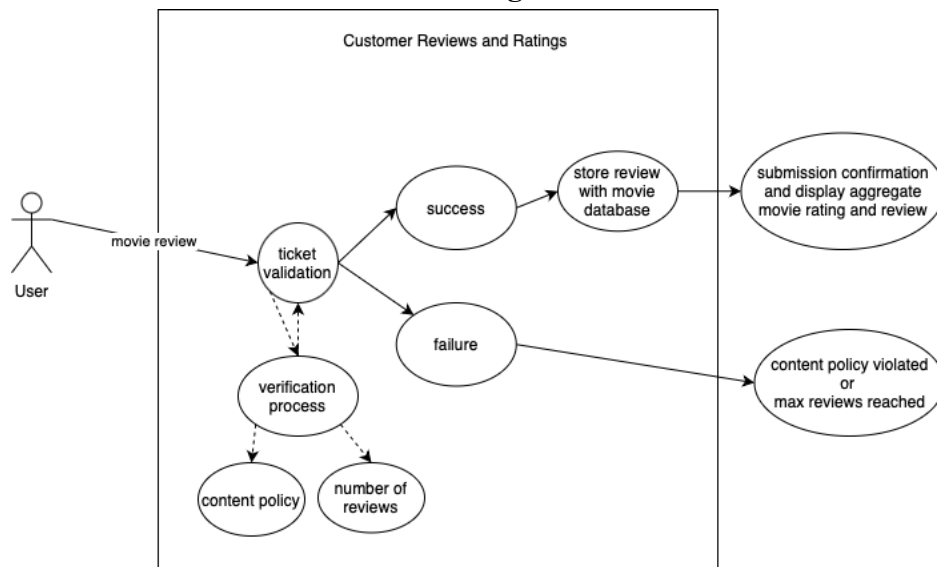 Customer Reviews and Ratings
User
movie review
ticket
validation
success
store review
with movie
database
submission confirmation
and display aggregate
movie rating and review
failure
content policy violated
or
max reviews reached
verification
process
content policy
number of
reviews